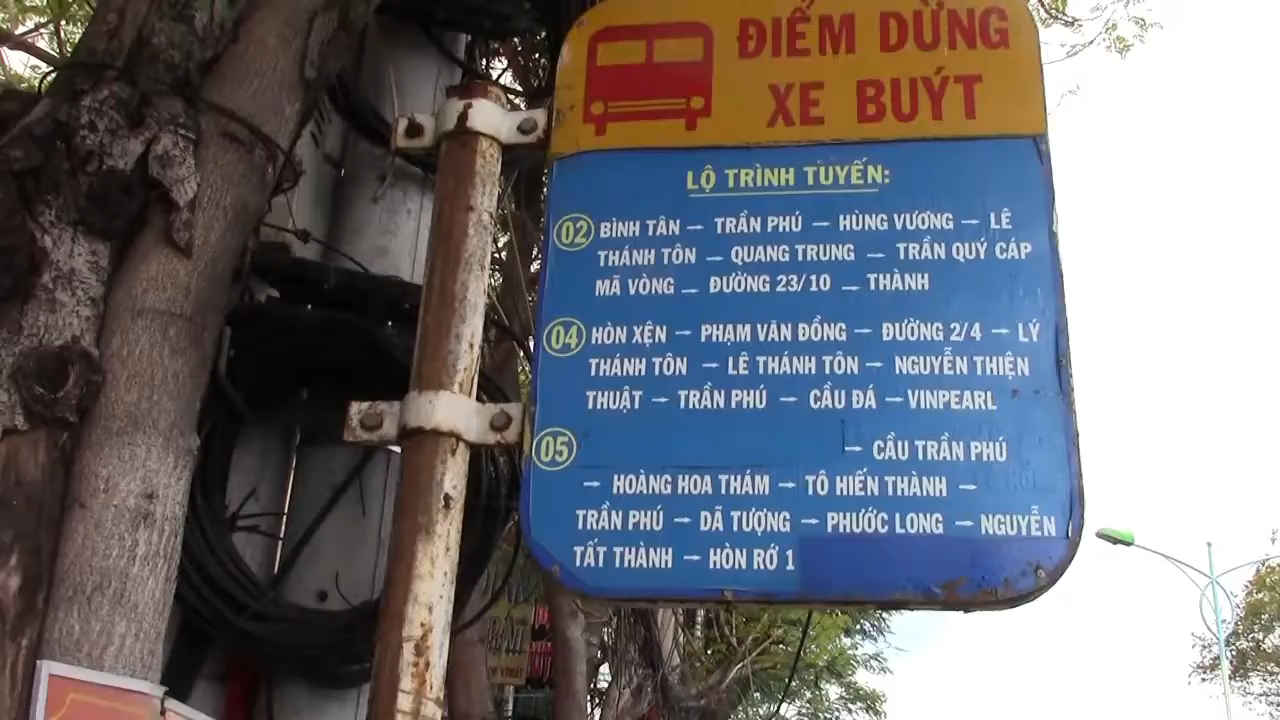 ĐIỂM DỪNG
XE BUÝT
LỘ TRÌNH TUYẾN:
02 BÌNH TÂN → TRẦN PHÚ → HÙNG VƯƠNG → LÊ
THÁNH TÔN → QUANG TRUNG → TRẦN QUÝ CÁP
MÃ VÒNG → ĐƯỜNG 23/10 → THÀNH
04 HÒN XỆN → PHẠM VĂN ĐỒNG → ĐƯỜNG 2/4 → LÝ
THÁNH TÔN → LÊ THÁNH TÔN → NGUYỄN THIỆN
THUẬT → TRẦN PHÚ → CẦU ĐÁ → VINPEARL
05 → CẦU TRẦN PHÚ
→ HOÀNG HOA THÁM → TÔ HIẾN THÀNH →
TRẦN PHÚ → DÃ TƯỢNG → PHƯỚC LONG → NGUYỄN
TẤT THÀNH → HÒN RỚ 1